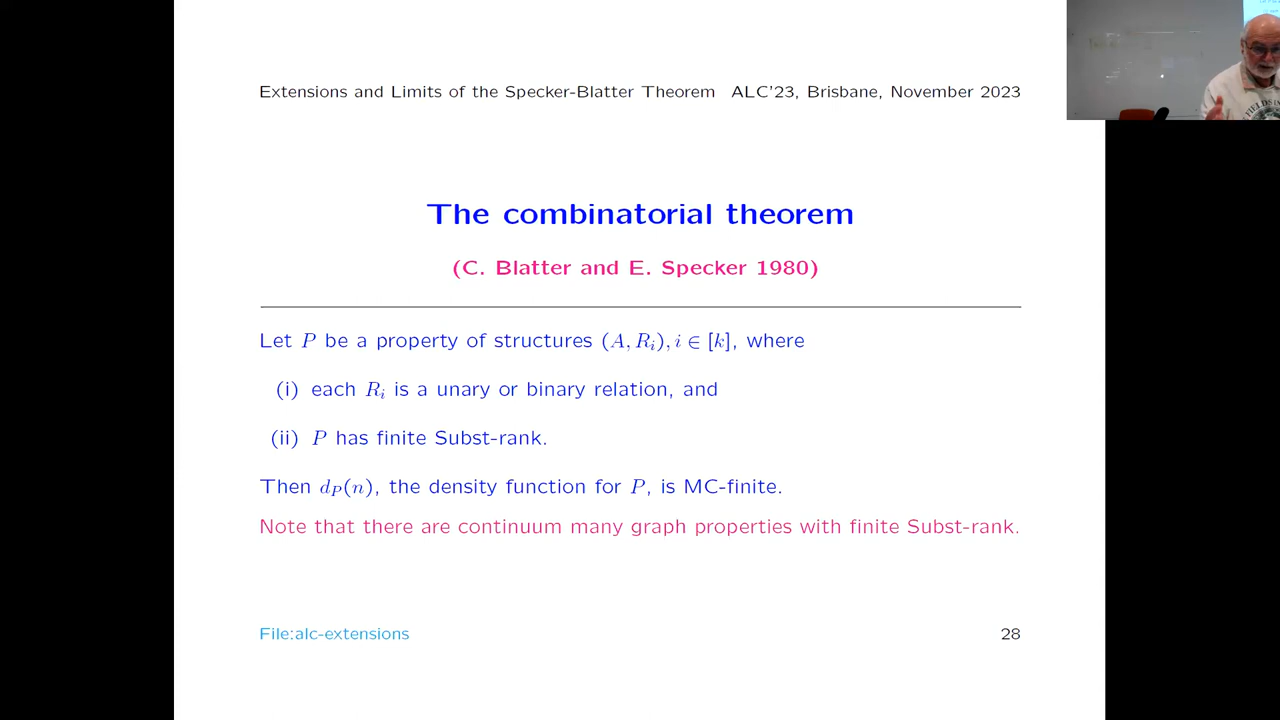 Extensions and Limits of the Specker-Blatter Theorem ALC'23, Brisbane, November 2023
The combinatorial theorem
(C. Blatter and E. Specker 1980)
Let P be a property of structures (A, Rᵢ), i ∈ [k], where
(i) each Rᵢ is a unary or binary relation, and
(ii) P has finite Subst-rank.
Then d_P(n), the density function for P, is MC-finite.
Note that there are continuum many graph properties with finite Subst-rank.
File:alc-extensions
28